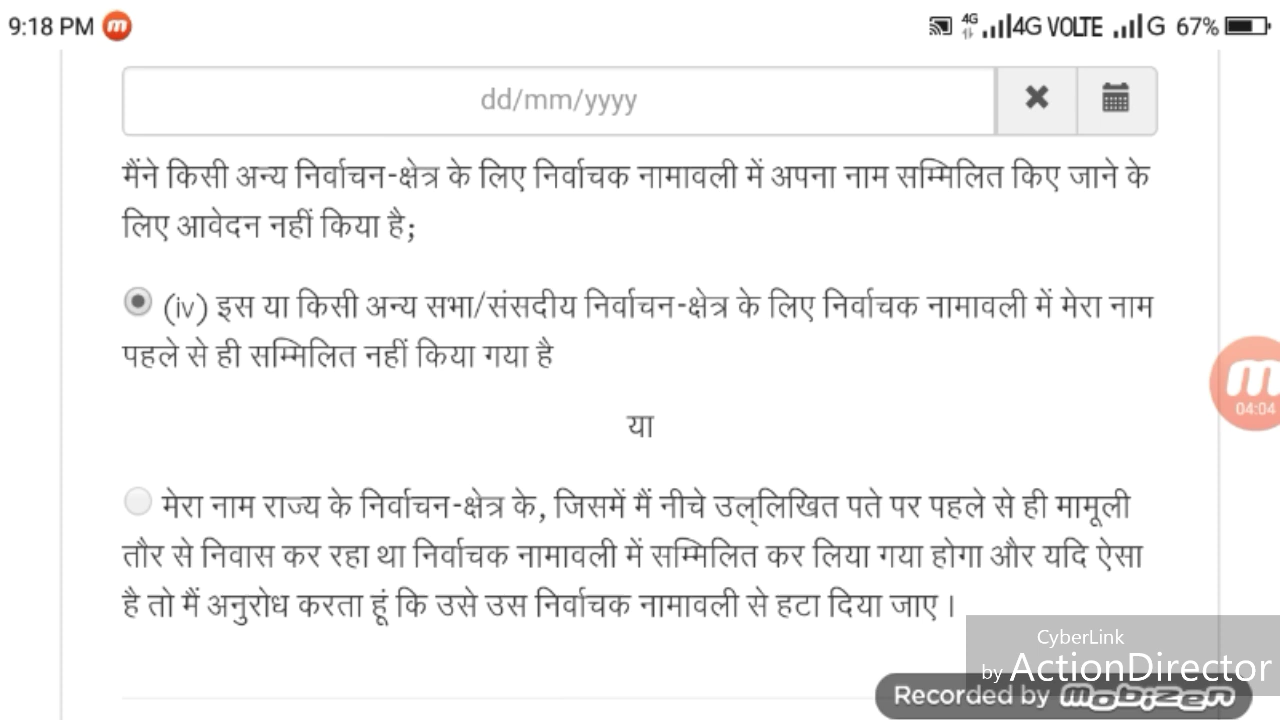 9:18 PM m 4G 4G VOLTE G 67%
dd/mm/yyyy
मैंने किसी अन्य निर्वाचन-क्षेत्र के लिए निर्वाचक नामावली में अपना नाम सम्मिलित किए जाने के
लिए आवेदन नहीं किया है;
(iv) इस या किसी अन्य सभा/संसदीय निर्वाचन-क्षेत्र के लिए निर्वाचक नामावली में मेरा नाम
पहले से ही सम्मिलित नहीं किया गया है
m
04:04
या
मेरा नाम राज्य के निर्वाचन-क्षेत्र के, जिसमें मैं नीचे उल्‌लिखित पते पर पहले से ही मामूली
तौर से निवास कर रहा था निर्वाचक नामावली में सम्मिलित कर लिया गया होगा और यदि ऐसा
है तो मैं अनुरोध करता हूं कि उसे उस निर्वाचक नामावली से हटा दिया जाए ।
CyberLink
by ActionDirector
Recorded by mobizen